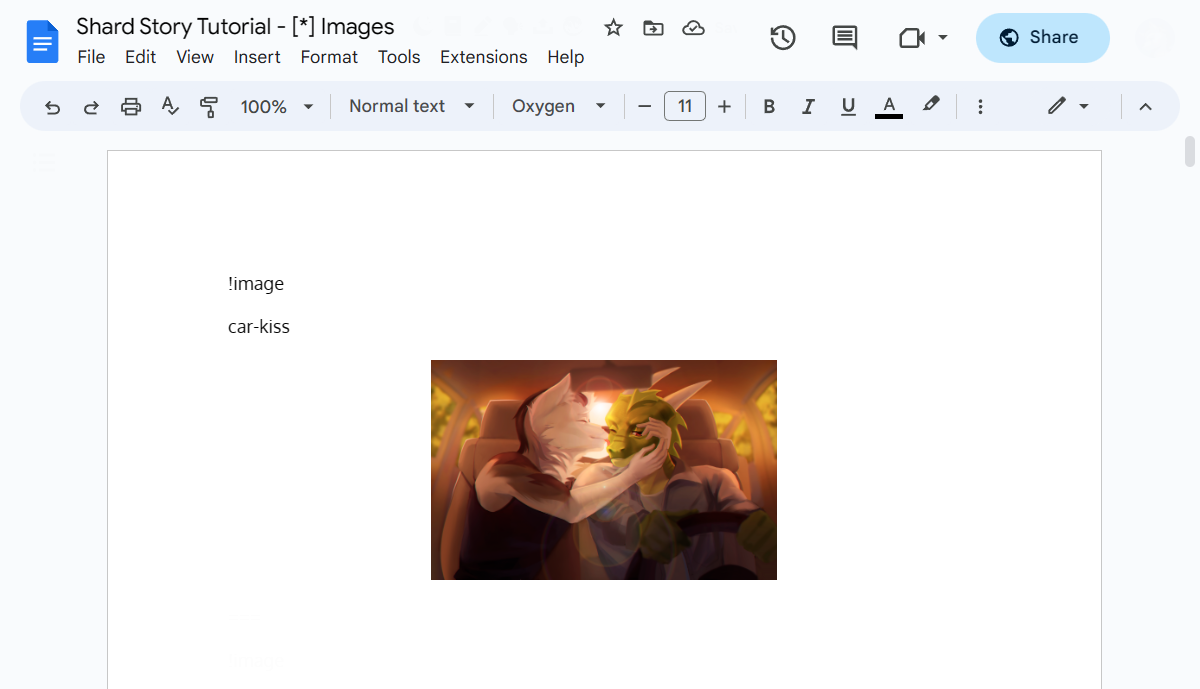 Shard Story Tutorial - [*] Images
File Edit View Insert Format Tools Extensions Help
Share
100% Normal text Oxygen 11 B I U A
!image
car-kiss